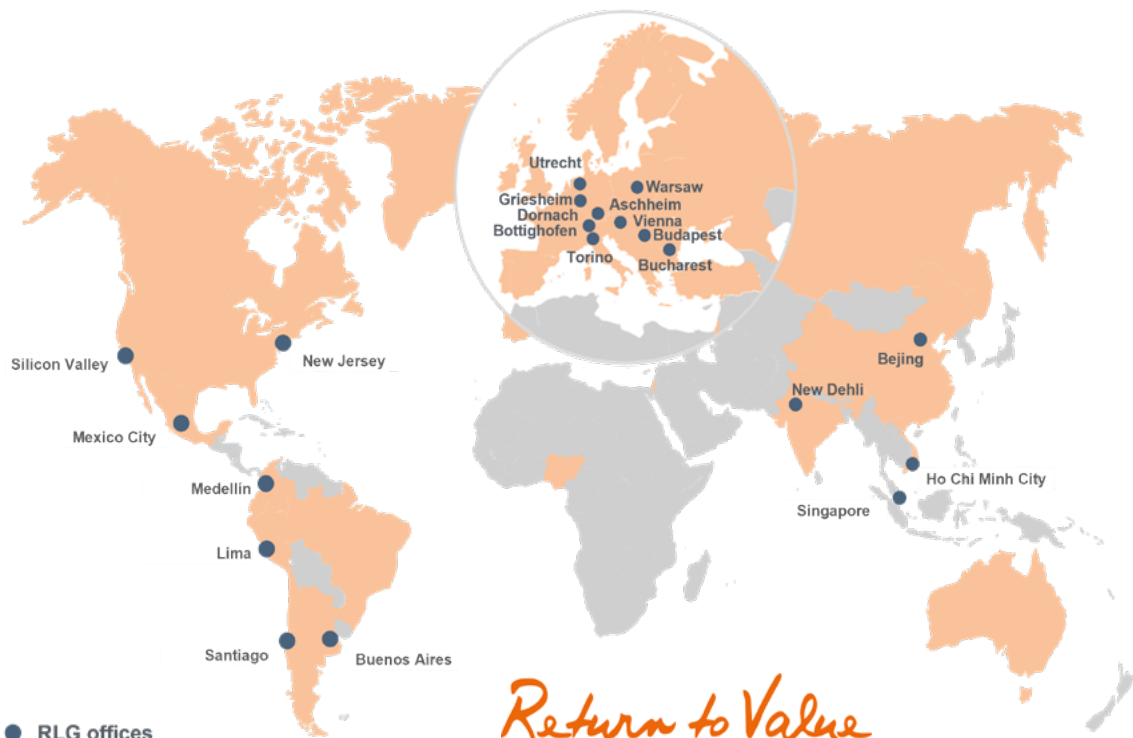 Utrecht
Warsaw
Griesheim
Aschheim
Dornach
Vienna
Bottighofen
Budapest
Torino
Bucharest
Silicon Valley
New Jersey
Bejing
New Dehli
Mexico City
Medellín
Ho Chi Minh City
Singapore
Lima
Santiago
Buenos Aires
Return to Value
RLG offices